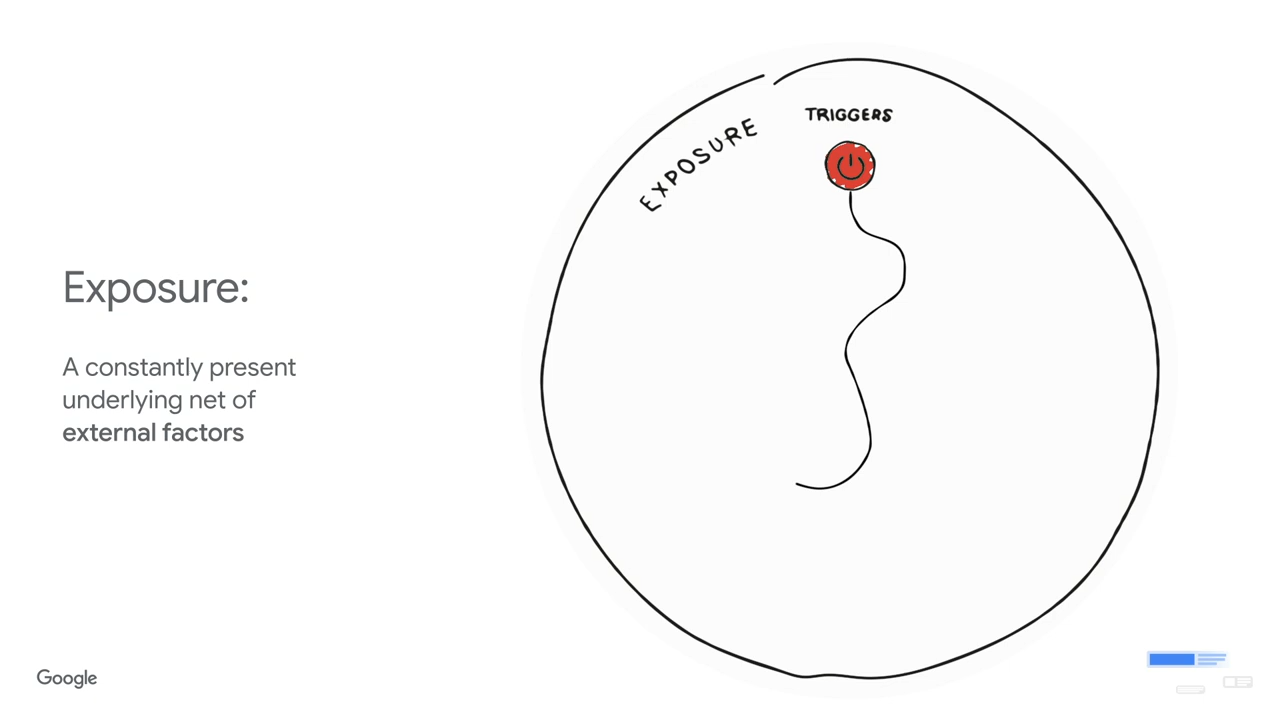 Exposure:
A constantly present
underlying net of
external factors
EXPOSURE
TRIGGERS
Google